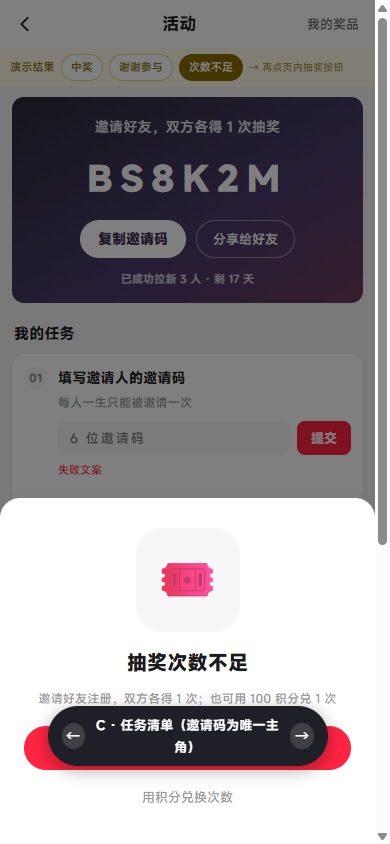 活动
我的奖品
演示结果 中奖 谢谢参与 次数不足 → 再点页内抽奖按钮
邀请好友，双方各得 1 次抽奖
BS8K2M
复制邀请码 分享给好友
已成功拉新 3 人 · 剩 17 天
我的任务
01 填写邀请人的邀请码
每人一生只能被邀请一次
6 位邀请码 提交
失败文案
抽奖次数不足
邀请好友注册，双方各得 1 次；也可用 100 积分兑 1 次
← C · 任务清单（邀请码为唯一主 →
角）
用积分兑换次数